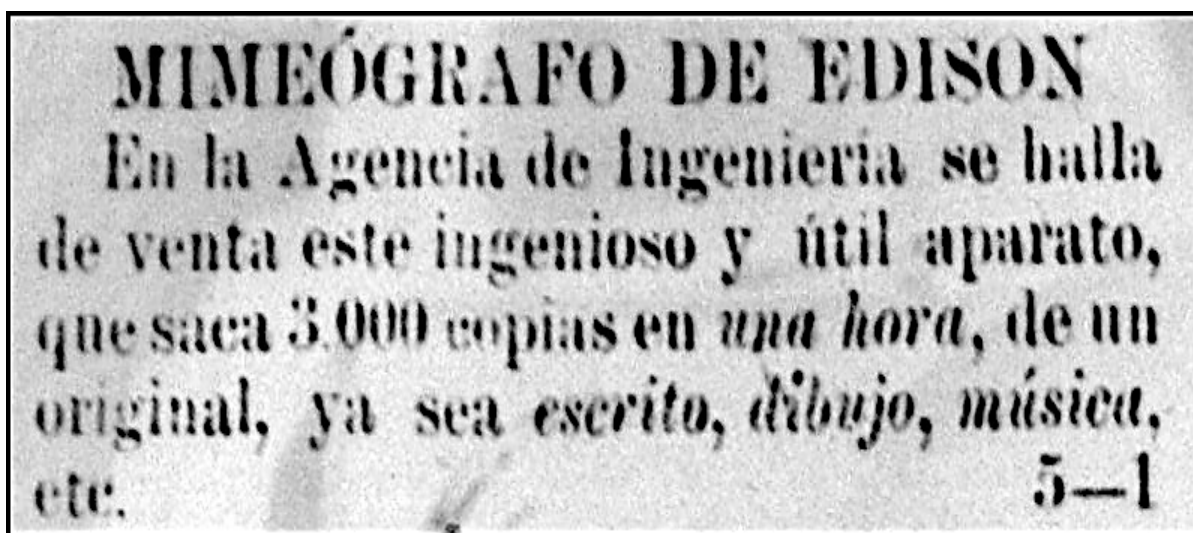 MIMEÓGRAFO DE EDISON
En la Agencia de Ingenieria se halla
de venta este ingenioso y útil aparato,
que saca 3.000 copias en una hora, de un
original, ya sea escrito, dibujo, música,
etc. 5—1